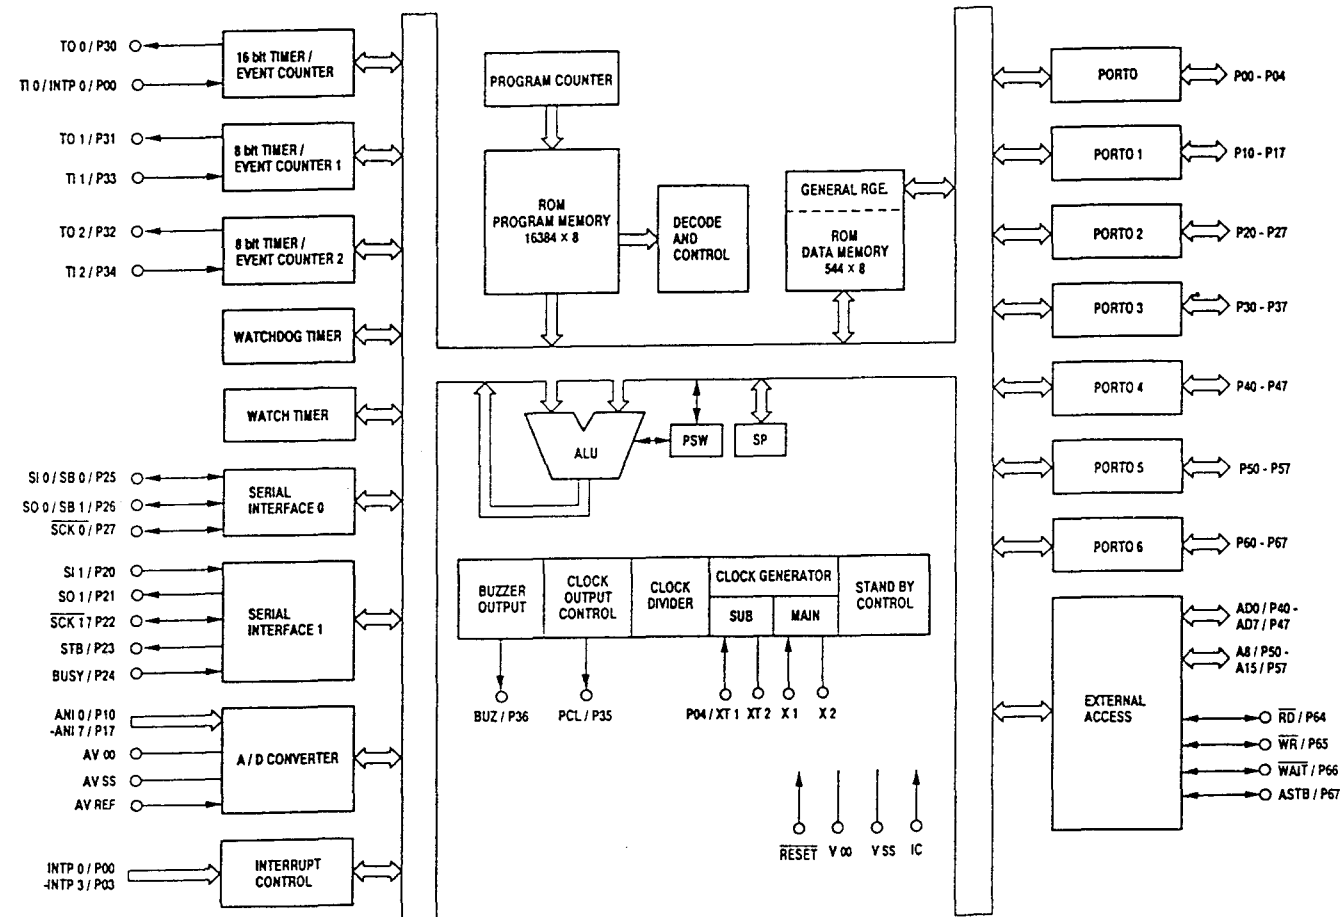 TO 0 / P30
TI 0 / INTP 0 / P00
16 bit TIMER /
EVENT COUNTER
TO 1 / P31
TI 1 / P33
8 bit TIMER /
EVENT COUNTER 1
TO 2 / P32
TI 2 / P34
8 bit TIMER /
EVENT COUNTER 2
WATCHDOG TIMER
WATCH TIMER
SI 0 / SB 0 / P25
SO 0 / SB 1 / P26
SCK 0 / P27
SERIAL
INTERFACE 0
SI 1 / P20
SO 1 / P21
SCK 1 / P22
STB / P23
BUSY / P24
SERIAL
INTERFACE 1
ANI 0 / P10
-ANI 7 / P17
AV 00
AV SS
AV REF
A / D CONVERTER
INTP 0 / P00
-INTP 3 / P03
INTERRUPT
CONTROL
PROGRAM COUNTER
ROM
PROGRAM MEMORY
16384 × 8
DECODE
AND
CONTROL
GENERAL RGE.
ROM
DATA MEMORY
544 × 8
ALU
PSW
SP
BUZZER
OUTPUT
CLOCK
OUTPUT
CONTROL
CLOCK
DIVIDER
CLOCK GENERATOR
SUB
MAIN
STAND BY
CONTROL
BUZ / P36
PCL / P35
P04 / XT 1
XT 2
X 1
X 2
RESET
V 00
V SS
IC
PORTO
P00 - P04
PORTO 1
P10 - P17
PORTO 2
P20 - P27
PORTO 3
P30 - P37
PORTO 4
P40 - P47
PORTO 5
P50 - P57
PORTO 6
P60 - P67
EXTERNAL
ACCESS
AD0 / P40 -
AD7 / P47
A8 / P50 -
A15 / P57
RD / P64
WR / P65
WAIT / P66
ASTB / P67